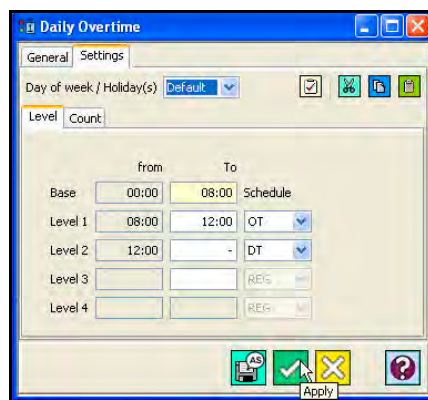 Daily Overtime
General Settings
Day of week / Holiday(s) Default
Level Count
from To
Base 00:00 08:00 Schedule
Level 1 08:00 12:00 OT
Level 2 12:00 - DT
Level 3 REG
Level 4 REG
AS
?
Apply